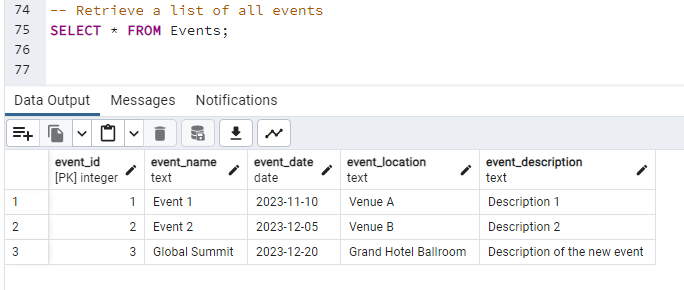 74 -- Retrieve a list of all events
75 SELECT * FROM Events;
76
77
Data Output Messages Notifications
event_id event_name event_date event_location event_description
[PK] integer text date text text
1 1 Event 1 2023-11-10 Venue A Description 1
2 2 Event 2 2023-12-05 Venue B Description 2
3 3 Global Summit 2023-12-20 Grand Hotel Ballroom Description of the new event